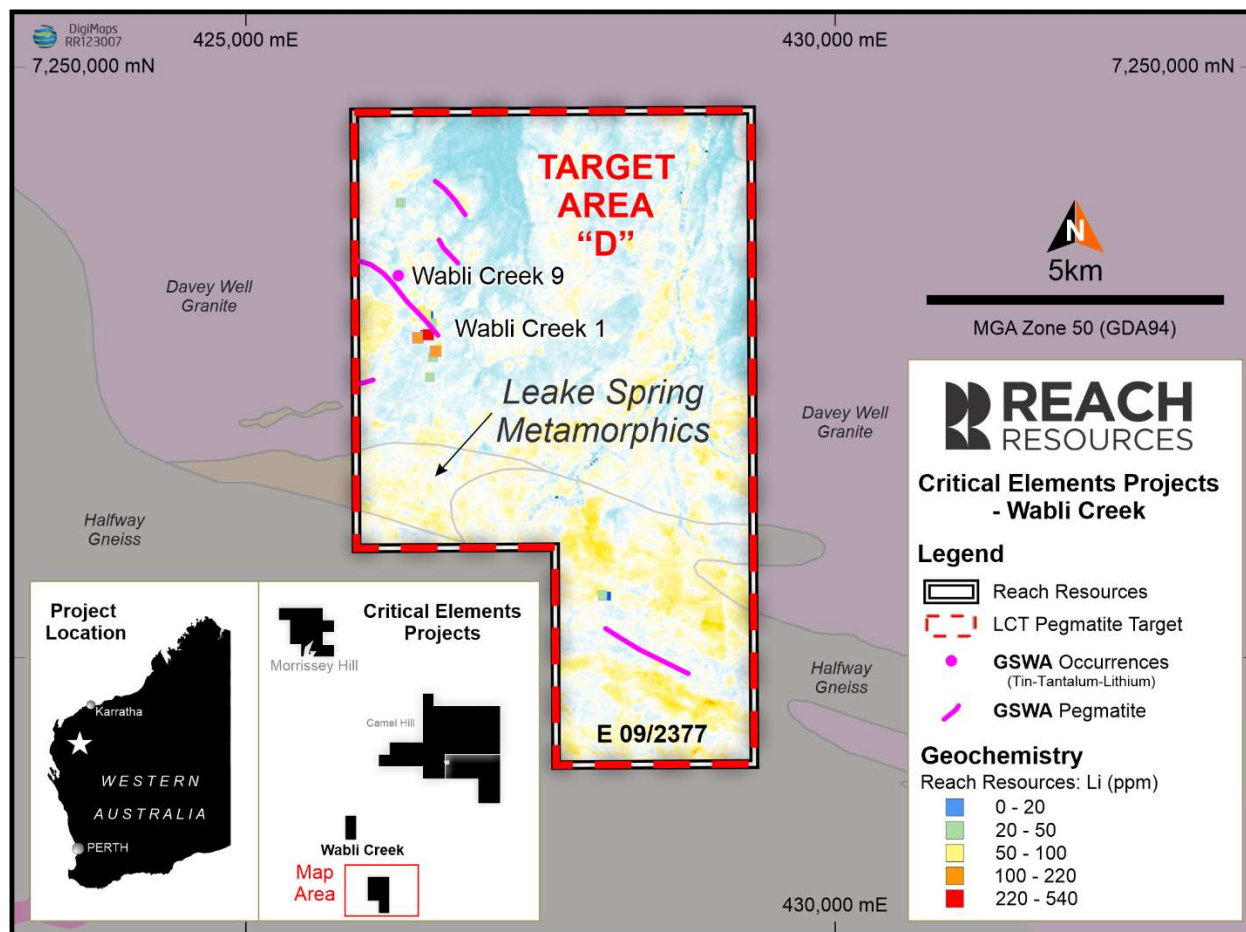 DigiMaps
RR123007
425,000 mE
430,000 mE
7,250,000 mN
7,250,000 mN
TARGET
AREA
“D”
Wabli Creek 9
Wabli Creek 1
Davey Well
Granite
Leake Spring
Metamorphics
Davey Well
Granite
Halfway
Gneiss
Halfway
Gneiss
E 09/2377
430,000 mE
N
5km
MGA Zone 50 (GDA94)
Project
Location
Karratha
WESTERN
AUSTRALIA
PERTH
Critical Elements
Projects
Morrissey Hill
Camel Hill
Wabli Creek
Map
Area
REACH
RESOURCES
Critical Elements Projects
- Wabli Creek
Legend
Reach Resources
LCT Pegmatite Target
GSWA Occurrences
(Tin-Tantalum-Lithium)
GSWA Pegmatite
Geochemistry
Reach Resources: Li (ppm)
0 - 20
20 - 50
50 - 100
100 - 220
220 - 540